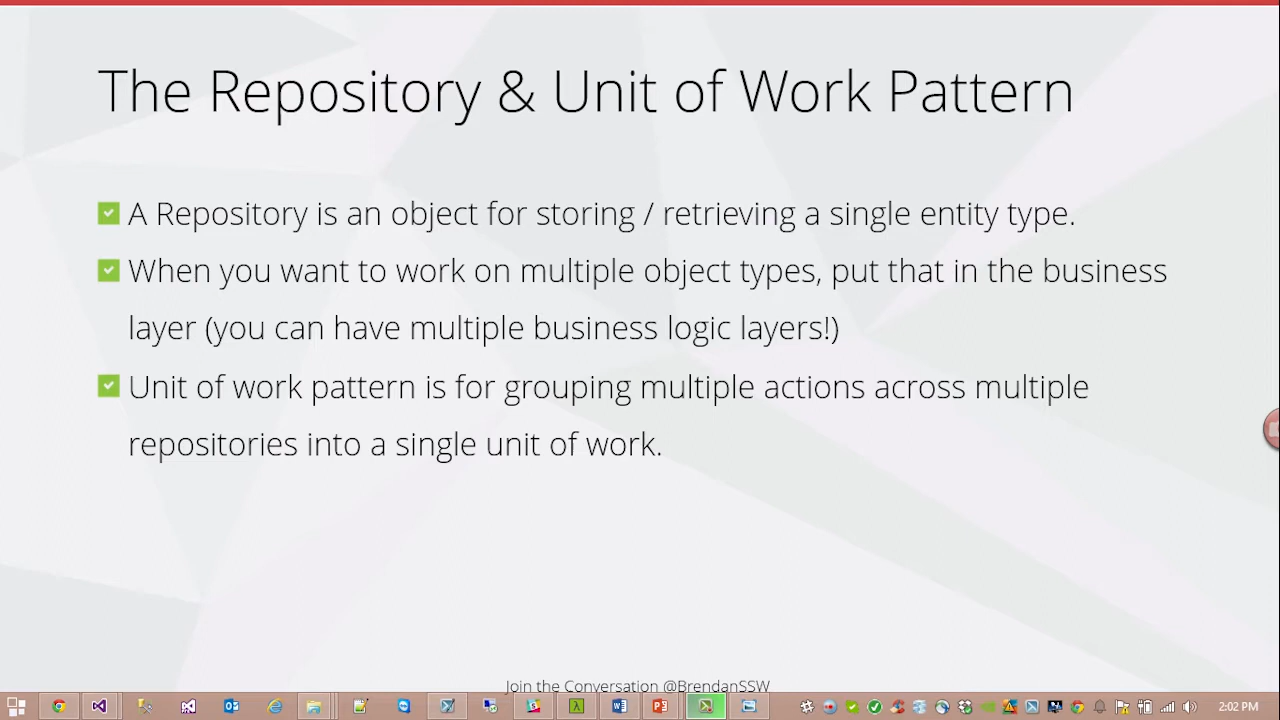 The Repository & Unit of Work Pattern
A Repository is an object for storing / retrieving a single entity type.
When you want to work on multiple object types, put that in the business
layer (you can have multiple business logic layers!)
Unit of work pattern is for grouping multiple actions across multiple
repositories into a single unit of work.
Join the Conversation @BrendanSSW
2:02 PM